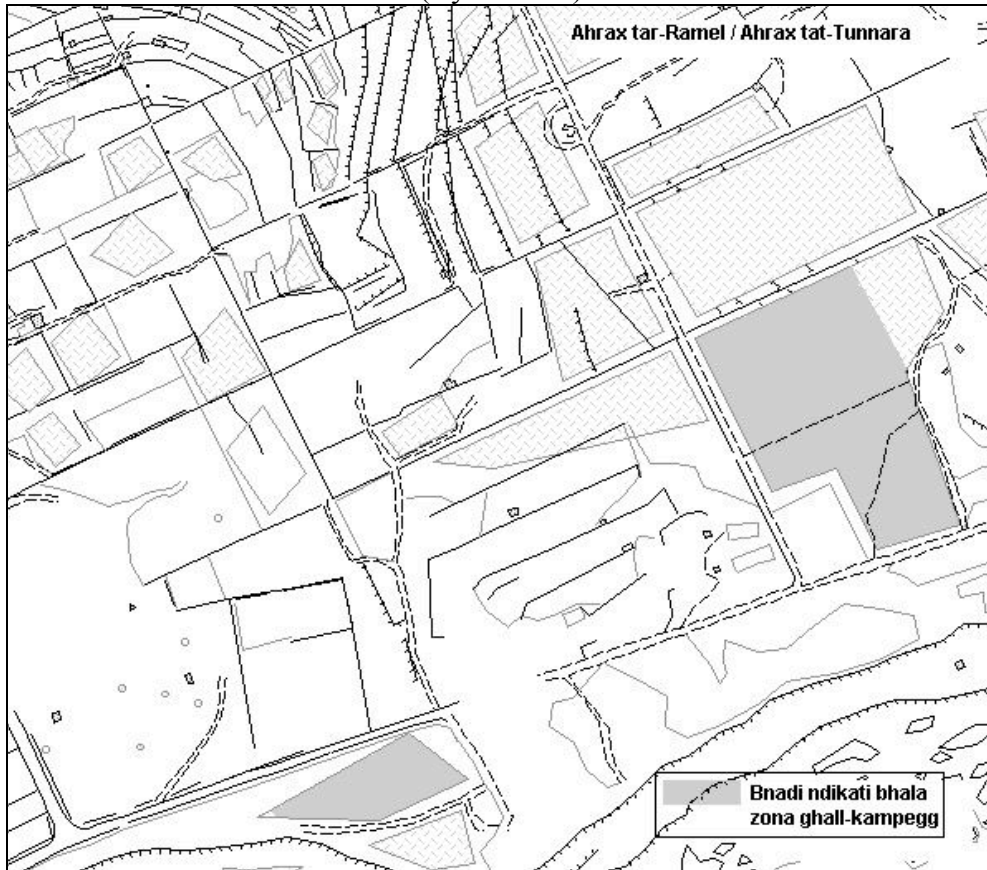 Ahrax tar-Ramel / Ahrax tat-Tunnara
Bnadi ndikati bhala
zona ghall-kampegg